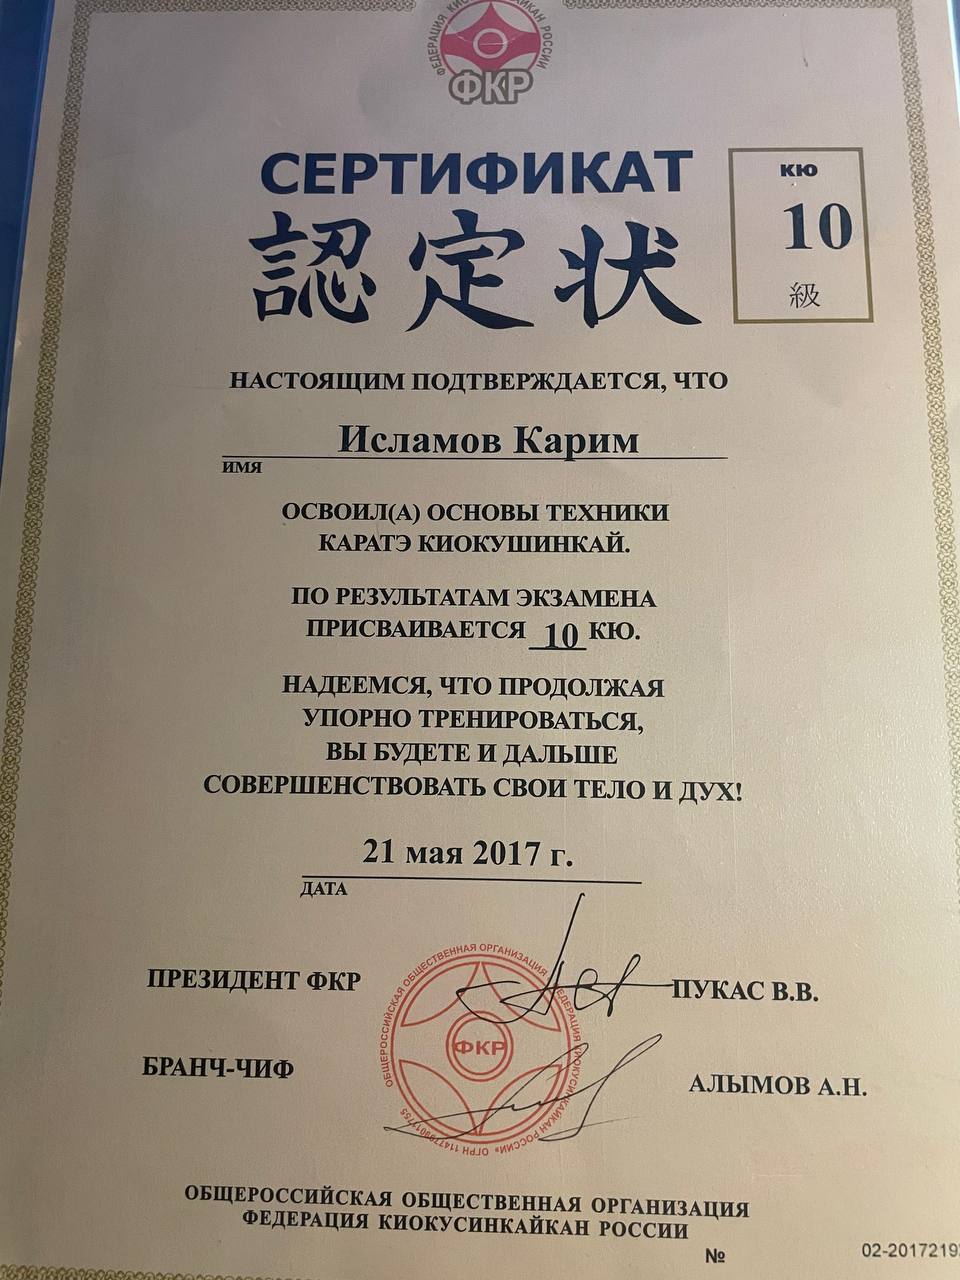 ФЕДЕРАЦИЯ КИОКУСИНКАЙКАН РОССИИ
ФКР
СЕРТИФИКАТ
認定状
КЮ
10
級
НАСТОЯЩИМ ПОДТВЕРЖДАЕТСЯ, ЧТО
Исламов Карим
ИМЯ
ОСВОИЛ(А) ОСНОВЫ ТЕХНИКИ
КАРАТЭ КИОКУШИНКАЙ.
ПО РЕЗУЛЬТАТАМ ЭКЗАМЕНА
ПРИСВАИВАЕТСЯ 10 КЮ.
НАДЕЕМСЯ, ЧТО ПРОДОЛЖАЯ
УПОРНО ТРЕНИРОВАТЬСЯ,
ВЫ БУДЕТЕ И ДАЛЬШЕ
СОВЕРШЕНСТВОВАТЬ СВОИ ТЕЛО И ДУХ!
21 мая 2017 г.
ДАТА
ПРЕЗИДЕНТ ФКР
ПУКАС В.В.
ОБЩЕРОССИЙСКАЯ ОБЩЕСТВЕННАЯ ОРГАНИЗАЦИЯ «ФЕДЕРАЦИЯ КИОКУСИНКАЙКАН РОССИИ»
ФКР
БРАНЧ-ЧИФ
АЛЫМОВ А.Н.
ОБЩЕРОССИЙСКАЯ ОБЩЕСТВЕННАЯ ОРГАНИЗАЦИЯ
ФЕДЕРАЦИЯ КИОКУСИНКАЙКАН РОССИИ
№